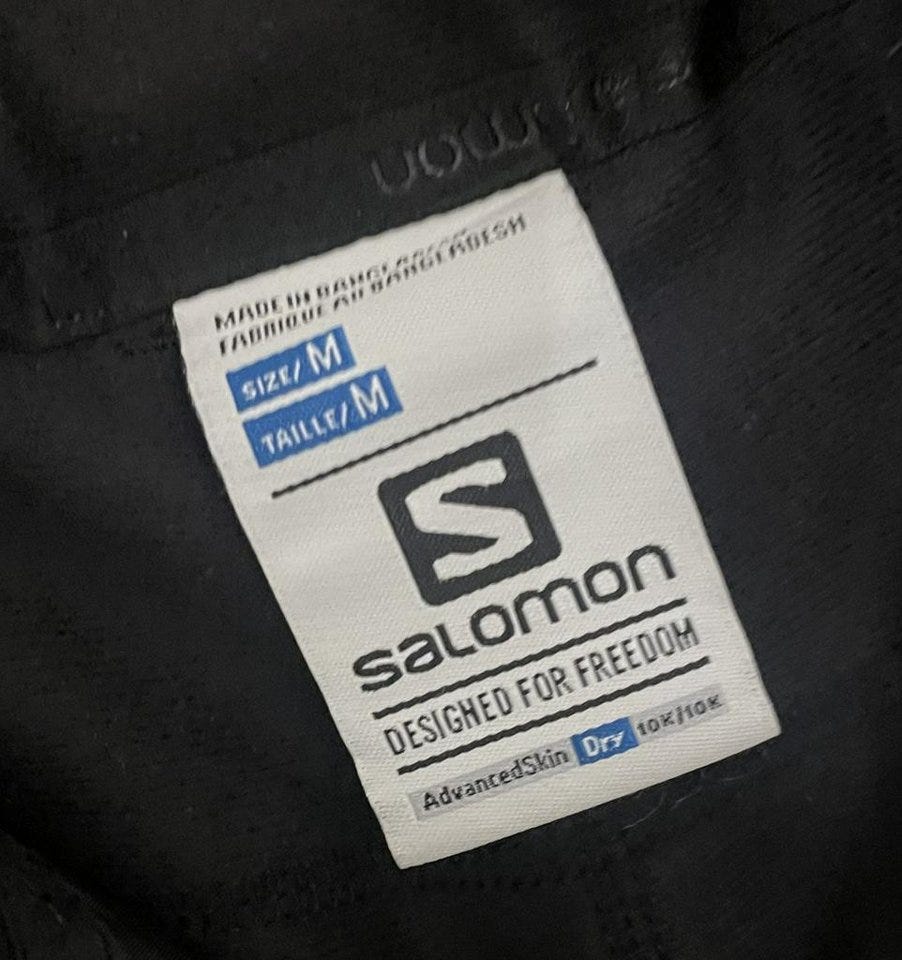 MADE IN BANGLADESH
FABRIQUE AU BANGLADESH
SIZE/ M
TAILLE/ M
S
salomon
DESIGNED FOR FREEDOM
AdvancedSkin Dry 10K/10K